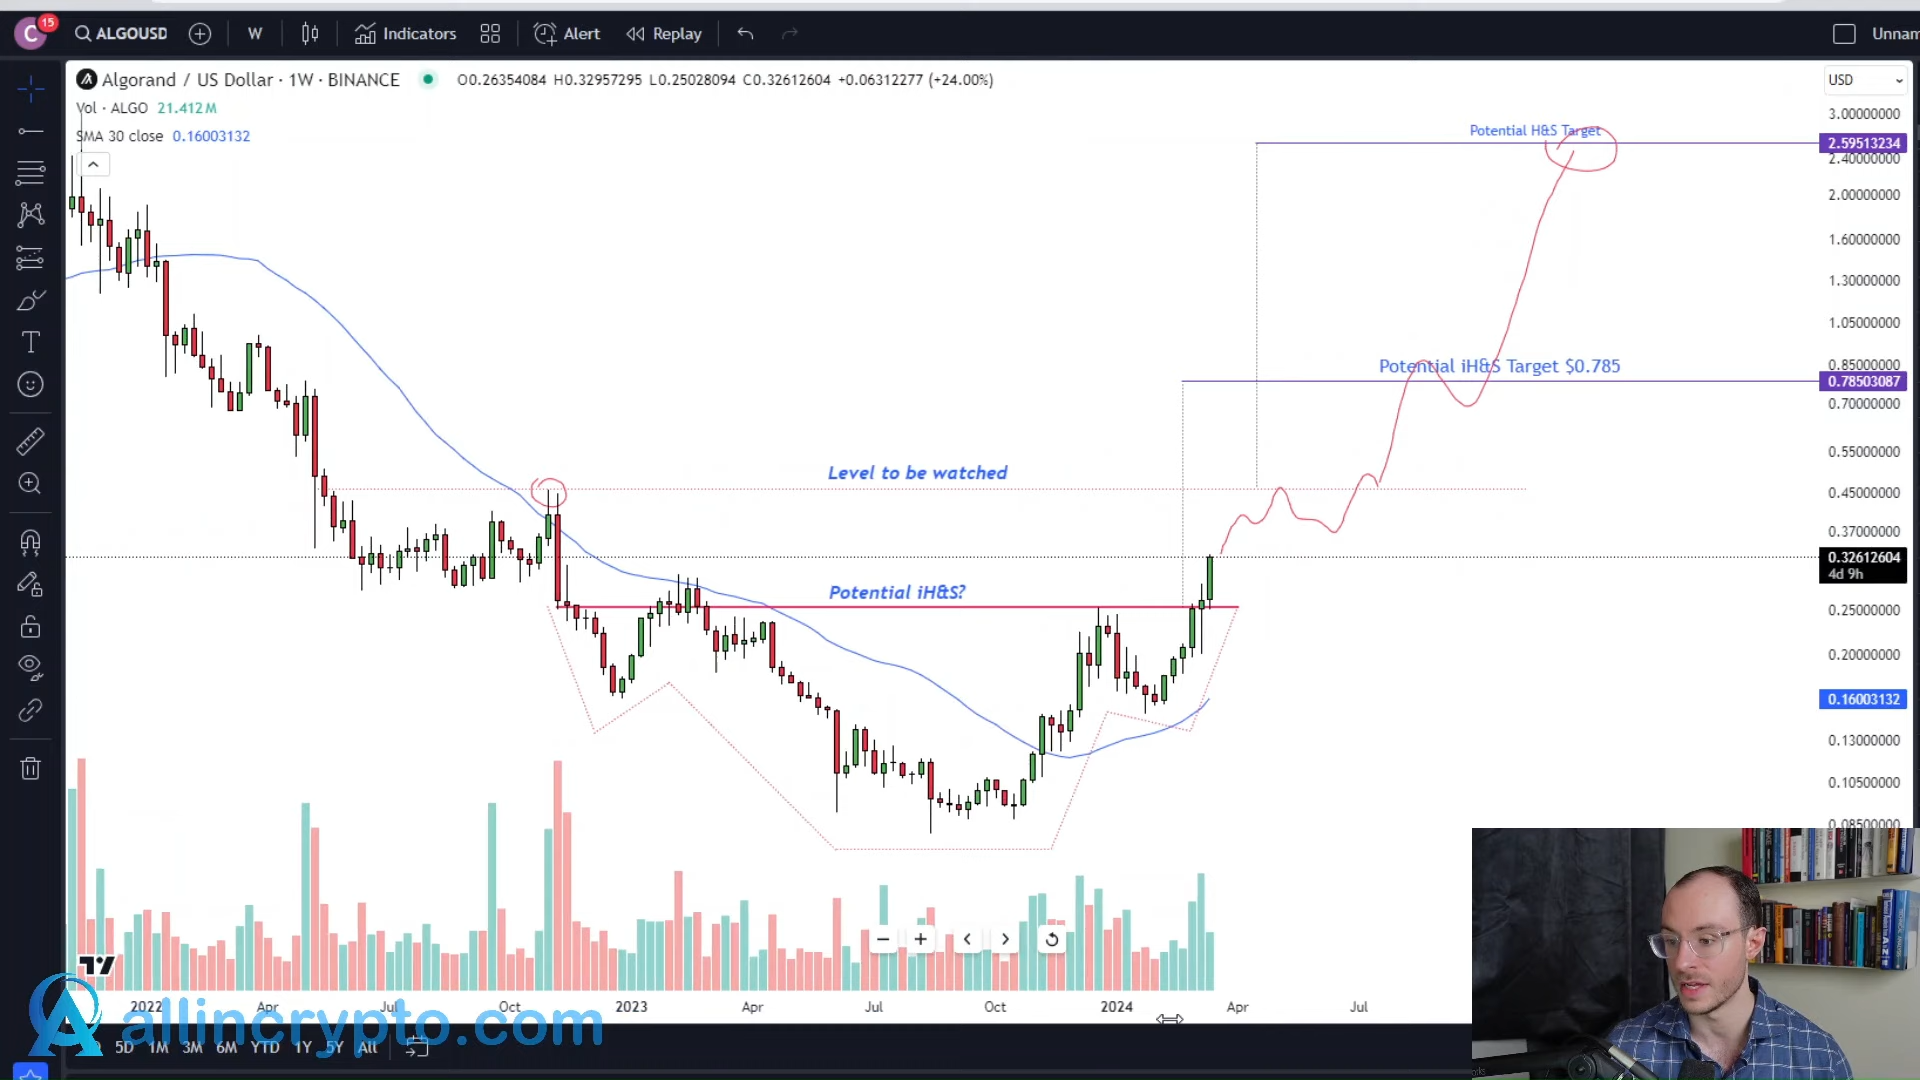 C 15 ALGOUSD W Indicators Alert Replay Unnam
Algorand / US Dollar · 1W · BINANCE O0.26354084 H0.32957295 L0.25028094 C0.32612604 +0.06312277 (+24.00%)
USD
Vol · ALGO 21.412M
SMA 30 close 0.16003132
3.00000000
Potential H&S Target
2.59513234
2.40000000
2.00000000
1.60000000
1.30000000
1.05000000
0.85000000
Potential iH&S Target $0.785
0.78503087
0.70000000
0.55000000
Level to be watched
0.45000000
0.37000000
0.32612604
4d 9h
Potential iH&S?
0.25000000
0.20000000
0.16003132
0.13000000
0.10500000
0.08500000
2022 Apr Jul Oct 2023 Apr Jul Oct 2024 Apr Jul
allincrypto.com
5D 1M 3M 6M YTD 1Y 5Y All